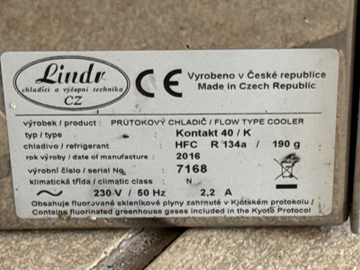 Lindr
chladící a výčepní technika
CZ
CE
Vyrobeno v České republice
Made in Czech Republic
výrobek / product : PRŮTOKOVÝ CHLADIČ / FLOW TYPE COOLER
typ / type : Kontakt 40 / K
chladivo / refrigerant : HFC R 134a / 190 g
rok výroby / date of manufacture : 2016
výrobní číslo / serial No. : 7168
klimatická třída / climatic class : N
230 V / 50 Hz 2,2 A
Obsahuje fluorované skleníkové plyny zahrnité v Kjótském protokolu /
Contains fluorinated greenhouse gases included in the Kyoto Protocol